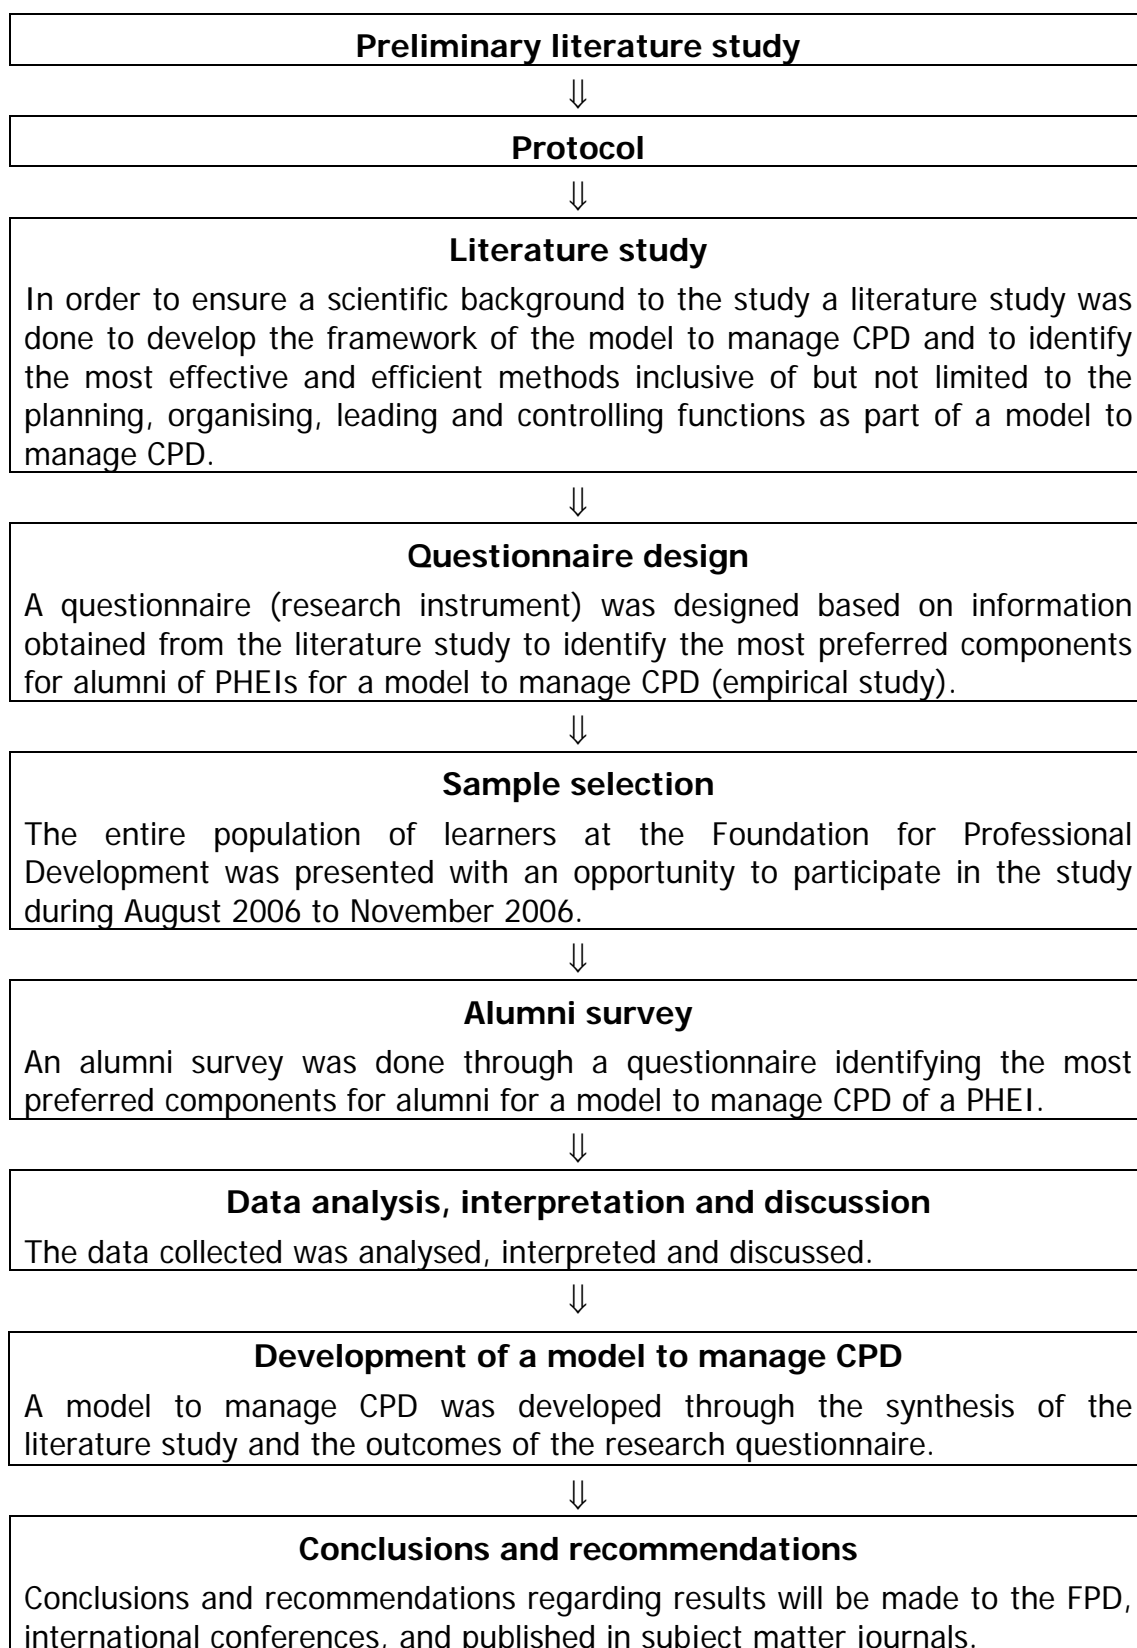 Preliminary literature study
⇓
Protocol
⇓
Literature study
In order to ensure a scientific background to the study a literature study was
done to develop the framework of the model to manage CPD and to identify
the most effective and efficient methods inclusive of but not limited to the
planning, organising, leading and controlling functions as part of a model to
manage CPD.
⇓
Questionnaire design
A questionnaire (research instrument) was designed based on information
obtained from the literature study to identify the most preferred components
for alumni of PHEIs for a model to manage CPD (empirical study).
⇓
Sample selection
The entire population of learners at the Foundation for Professional
Development was presented with an opportunity to participate in the study
during August 2006 to November 2006.
⇓
Alumni survey
An alumni survey was done through a questionnaire identifying the most
preferred components for alumni for a model to manage CPD of a PHEI.
⇓
Data analysis, interpretation and discussion
The data collected was analysed, interpreted and discussed.
⇓
Development of a model to manage CPD
A model to manage CPD was developed through the synthesis of the
literature study and the outcomes of the research questionnaire.
⇓
Conclusions and recommendations
Conclusions and recommendations regarding results will be made to the FPD,
international conferences, and published in subject matter journals.